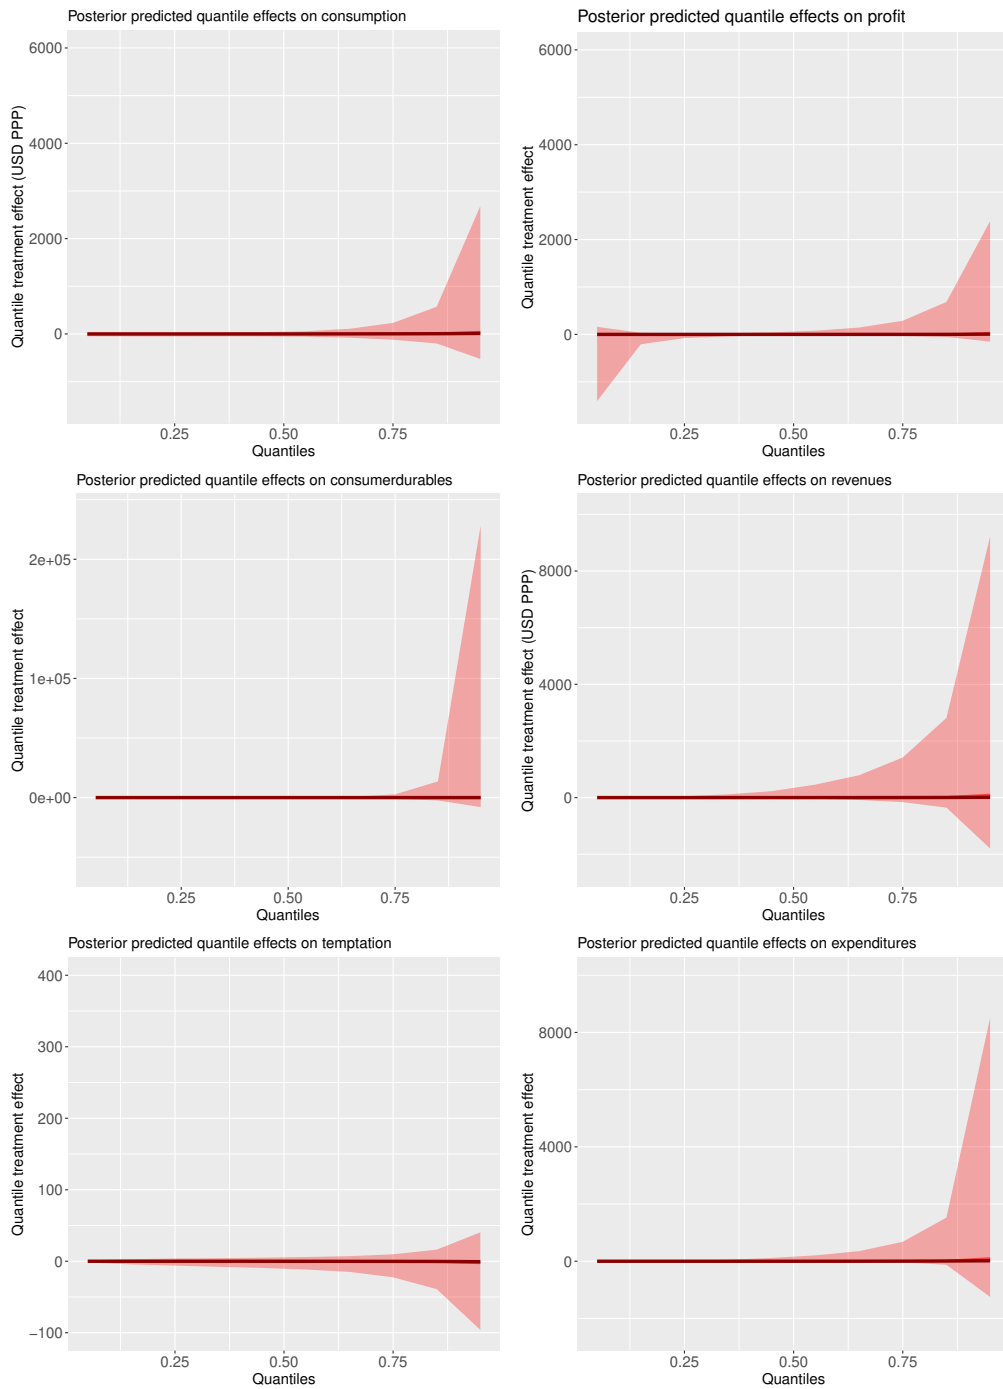 Posterior predicted quantile effects on consumption
Quantile treatment effect (USD PPP)
6000
4000
2000
0
0.25 0.50 0.75
Quantiles
Posterior predicted quantile effects on profit
Quantile treatment effect
6000
4000
2000
0
0.25 0.50 0.75
Quantiles
Posterior predicted quantile effects on consumerdurables
Quantile treatment effect
2e+05
1e+05
0e+00
0.25 0.50 0.75
Quantiles
Posterior predicted quantile effects on revenues
Quantile treatment effect (USD PPP)
8000
4000
0
0.25 0.50 0.75
Quantiles
Posterior predicted quantile effects on temptation
Quantile treatment effect
400
300
200
100
0
−100
0.25 0.50 0.75
Quantiles
Posterior predicted quantile effects on expenditures
Quantile treatment effect
8000
4000
0
0.25 0.50 0.75
Quantiles